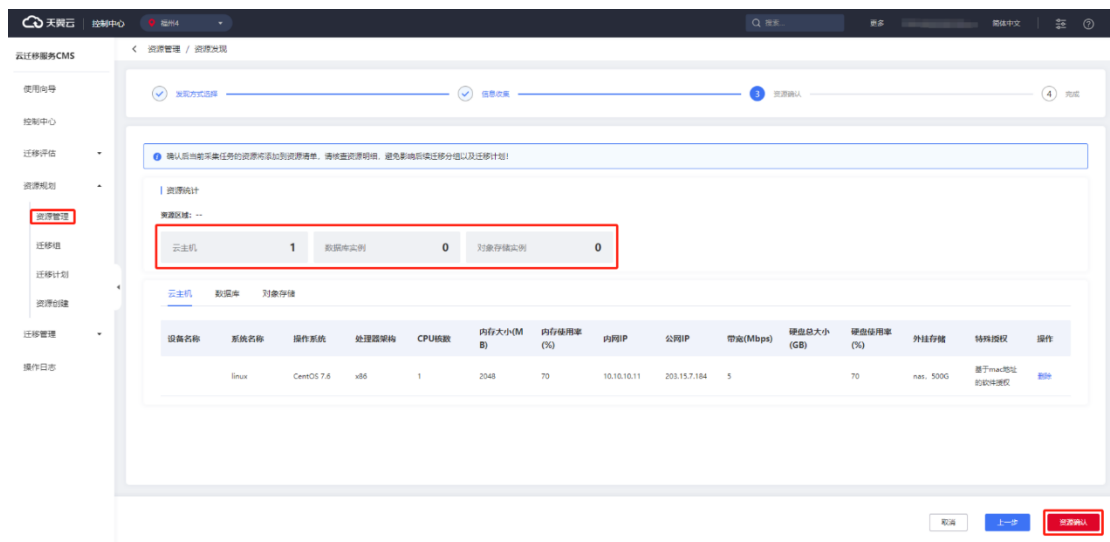 天翼云 控制中心 福州4 搜索... 更多 简体中文
云迁移服务CMS
使用向导
控制中心
迁移评估
资源规划
资源管理
迁移组
迁移计划
资源创建
迁移管理
操作日志
资源管理 / 资源发现
发现方式选择 信息收集 3 资源确认 4 完成
确认后当前采集任务的资源将添加到资源清单，请核查资源明细，避免影响后续迁移分组以及迁移计划！
资源统计
来源区域：--
云主机 1 数据库实例 0 对象存储实例 0
云主机 数据库 对象存储
设备名称 系统名称 操作系统 处理器架构 CPU核数 内存大小(MB) 内存使用率(%) 内网IP 公网IP 带宽(Mbps) 硬盘总大小(GB) 硬盘使用率(%) 外挂存储 特殊授权 操作
linux CentOS 7.6 x86 1 2048 70 10.10.10.11 203.15.7.184 5 70 nas、500G 基于mac地址的软件授权 删除
取消 上一步 资源确认